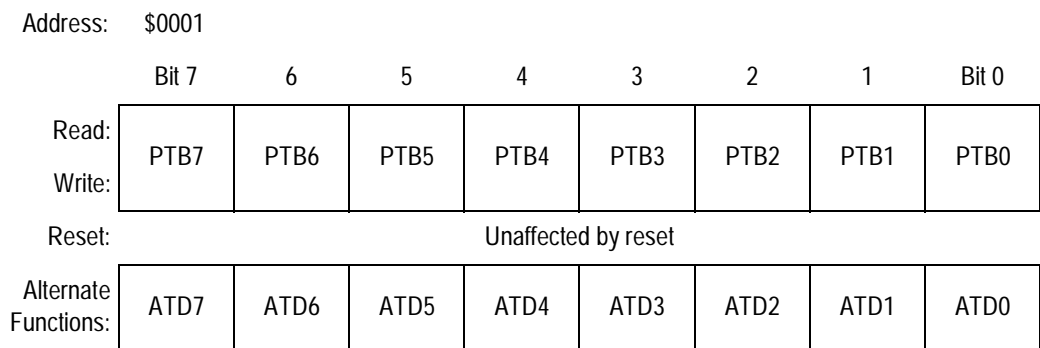 Address: $0001
Bit 7 6 5 4 3 2 1 Bit 0
Read:
PTB7 PTB6 PTB5 PTB4 PTB3 PTB2 PTB1 PTB0
Write:
Reset: Unaffected by reset
Alternate
Functions:
ATD7 ATD6 ATD5 ATD4 ATD3 ATD2 ATD1 ATD0